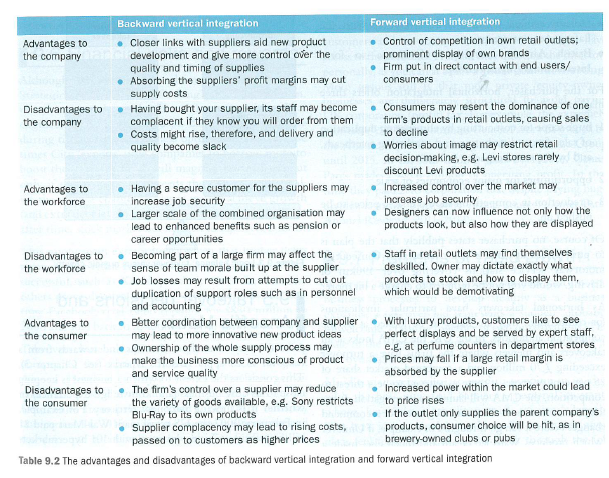 Backward vertical integration
Forward vertical integration
Advantages to
the company
• Closer links with suppliers aid new product
development and give more control over the
quality and timing of supplies
• Absorbing the suppliers' profit margins may cut
supply costs
• Control of competition in own retail outlets;
prominent display of own brands
• Firm put in direct contact with end users/
consumers
Disadvantages to
the company
• Having bought your supplier, its staff may become
complacent if they know you will order from them
• Costs might rise, therefore, and delivery and
quality become slack
• Consumers may resent the dominance of one
firm's products in retail outlets, causing sales
to decline
• Worries about image may restrict retail
decision-making, e.g. Levi stores rarely
discount Levi products
Advantages to
the workforce
• Having a secure customer for the suppliers may
increase job security
• Larger scale of the combined organisation may
lead to enhanced benefits such as pension or
career opportunities
• Increased control over the market may
increase job security
• Designers can now influence not only how the
products look, but also how they are displayed
Disadvantages to
the workforce
• Becoming part of a large firm may affect the
sense of team morale built up at the supplier
• Job losses may result from attempts to cut out
duplication of support roles such as in personnel
and accounting
• Staff in retail outlets may find themselves
deskilled. Owner may dictate exactly what
products to stock and how to display them,
which would be demotivating
Advantages to
the consumer
• Better coordination between company and supplier
may lead to more innovative new product ideas
• Ownership of the whole supply process may
make the business more conscious of product
and service quality
• With luxury products, customers like to see
perfect displays and be served by expert staff,
e.g. at perfume counters in department stores
• Prices may fall if a large retail margin is
absorbed by the supplier
Disadvantages to
the consumer
• The firm's control over a supplier may reduce
the variety of goods available, e.g. Sony restricts
Blu-Ray to its own products
• Supplier complacency may lead to rising costs,
passed on to customers as higher prices
• Increased power within the market could lead
to price rises
• If the outlet only supplies the parent company's
products, consumer choice will be hit, as in
brewery-owned clubs or pubs
Table 9.2 The advantages and disadvantages of backward vertical integration and forward vertical integration